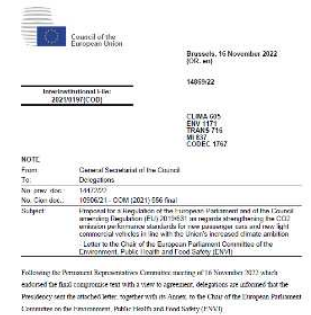 Council of the
European Union
Brussels, 16 November 2022
(OR. en)
Interinstitutional File:
2021/0197(COD)
CLIMA 605
ENV 1171
TRANS 716
MI 837
CODEC 1767
NOTE
From: General Secretariat of the Council
To: Delegations
No. prev. doc.: 14472/22
No. Cion doc.: 10906/21 - COM (2021) 556 final
Subject: Proposal for a Regulation of the European Parliament and of the Council
amending Regulation (EU) 2019/631 as regards strengthening the CO2
emission performance standards for new passenger cars and new light
commercial vehicles in line with the Union's increased climate ambition
- Letter to the Chair of the European Parliament Committee of the
Environment, Public Health and Food Safety (ENVI)
Following the Permanent Representatives Committee meeting of 16 November 2022 which
endorsed the final compromise text with a view to agreement, delegations are informed that the
Presidency sent the attached letter, together with its Annex, to the Chair of the European Parliament
Committee on the Environment, Public Health and Food Safety (ENVI)